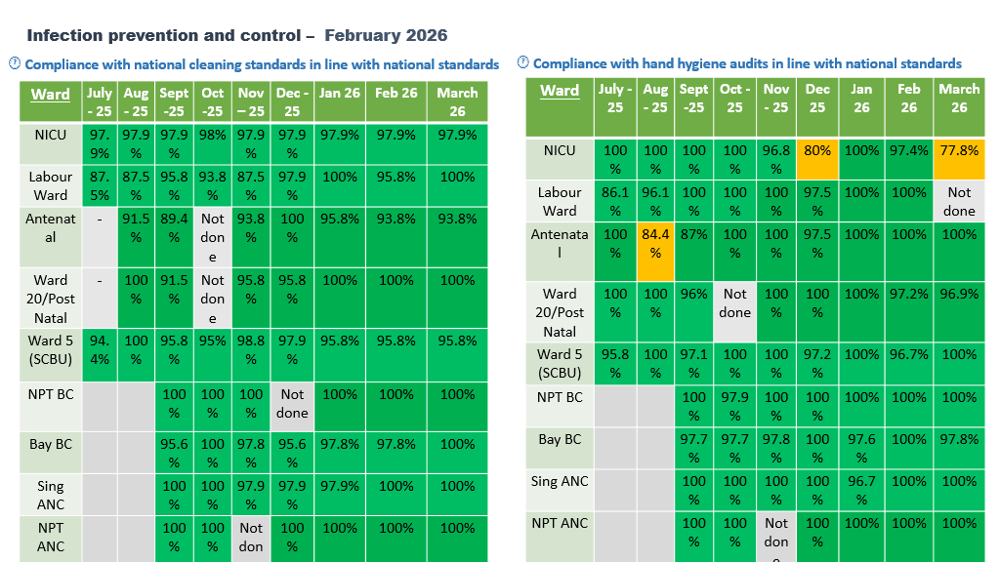 Infection prevention and control – February 2026
Compliance with national cleaning standards in line with national standards
Ward July - 25 Aug - 25 Sept -25 Oct -25 Nov – 25 Dec - 25 Jan 26 Feb 26 March 26
NICU 97.9% 97.9% 97.9% 98% 97.9% 97.9% 97.9% 97.9% 97.9%
Labour Ward 87.5% 87.5% 95.8% 93.8% 87.5% 97.9% 100% 95.8% 100%
Antenatal - 91.5% 89.4% Not done 93.8% 100% 95.8% 93.8% 93.8%
Ward 20/Post Natal - 100% 91.5% Not done 95.8% 95.8% 100% 100% 100%
Ward 5 (SCBU) 94.4% 100% 95.8% 95% 98.8% 97.9% 95.8% 95.8% 95.8%
NPT BC 100% 100% 100% Not done 100% 100% 100%
Bay BC 95.6% 100% 97.8% 95.6% 97.8% 97.8% 100%
Sing ANC 100% 100% 97.9% 97.9% 97.9% 100% 100%
NPT ANC 100% 100% Not don 100% 100% 100% 100%
Compliance with hand hygiene audits in line with national standards
Ward July - 25 Aug - 25 Sept -25 Oct - 25 Nov - 25 Dec 25 Jan 26 Feb 26 March 26
NICU 100% 100% 100% 100% 96.8% 80% 100% 97.4% 77.8%
Labour Ward 86.1% 96.1% 100% 100% 100% 97.5% 100% 100% Not done
Antenatal 100% 84.4% 87% 100% 100% 97.5% 100% 100% 100%
Ward 20/Post Natal 100% 100% 96% Not done 100% 100% 100% 97.2% 96.9%
Ward 5 (SCBU) 95.8% 100% 97.1% 100% 100% 97.2% 100% 96.7% 100%
NPT BC 100% 97.9% 100% 100% 100% 100% 100%
Bay BC 97.7% 97.7% 97.8% 100% 97.6% 100% 97.8%
Sing ANC 100% 100% 100% 100% 96.7% 100% 100%
NPT ANC 100% 100% Not don 100% 100% 100% 100%